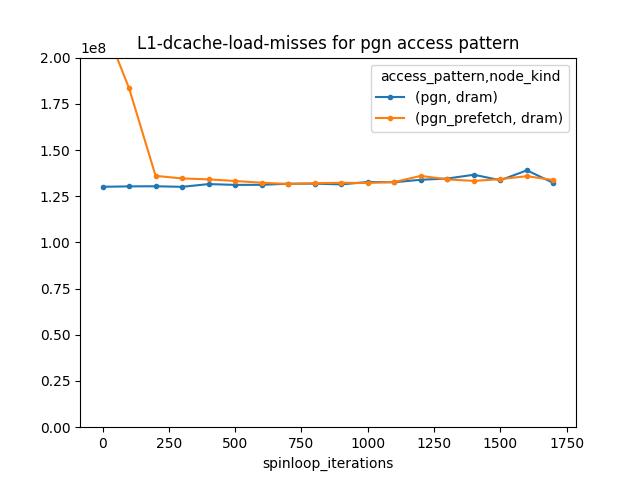 L1-dcache-load-misses for pgn access pattern
1e8
2.00
1.75
1.50
1.25
1.00
0.75
0.50
0.25
0.00
access_pattern,node_kind
(pgn, dram)
(pgn_prefetch, dram)
0 250 500 750 1000 1250 1500 1750
spinloop_iterations